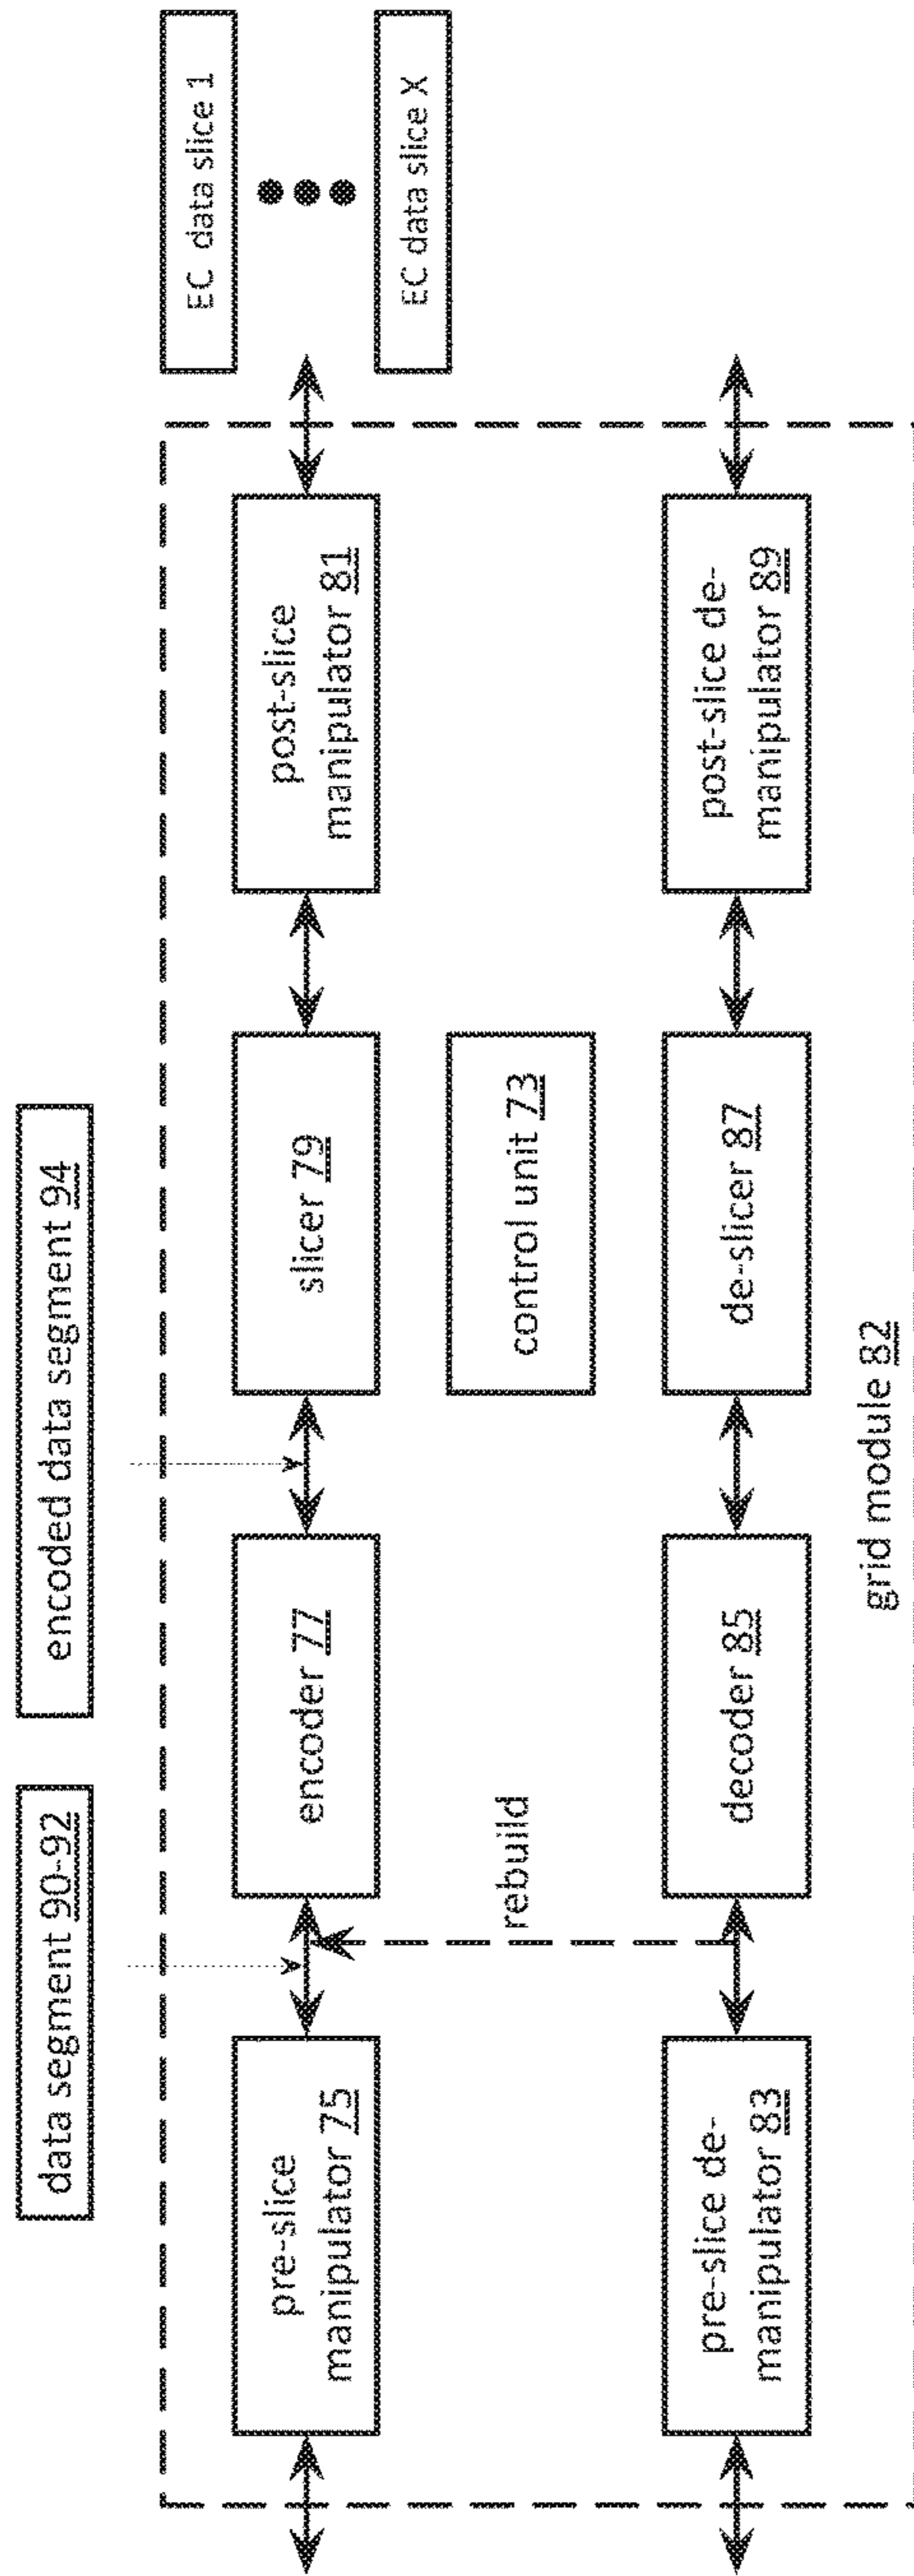 data segment 90-92
encoded data segment 94
EC data slice 1
EC data slice X
pre-slice
manipulator 75
encoder 77
slicer 79
post-slice
manipulator 81
rebuild
control unit 73
pre-slice de-
manipulator 83
decoder 85
de-slicer 87
post-slice de-
manipulator 89
grid module 82